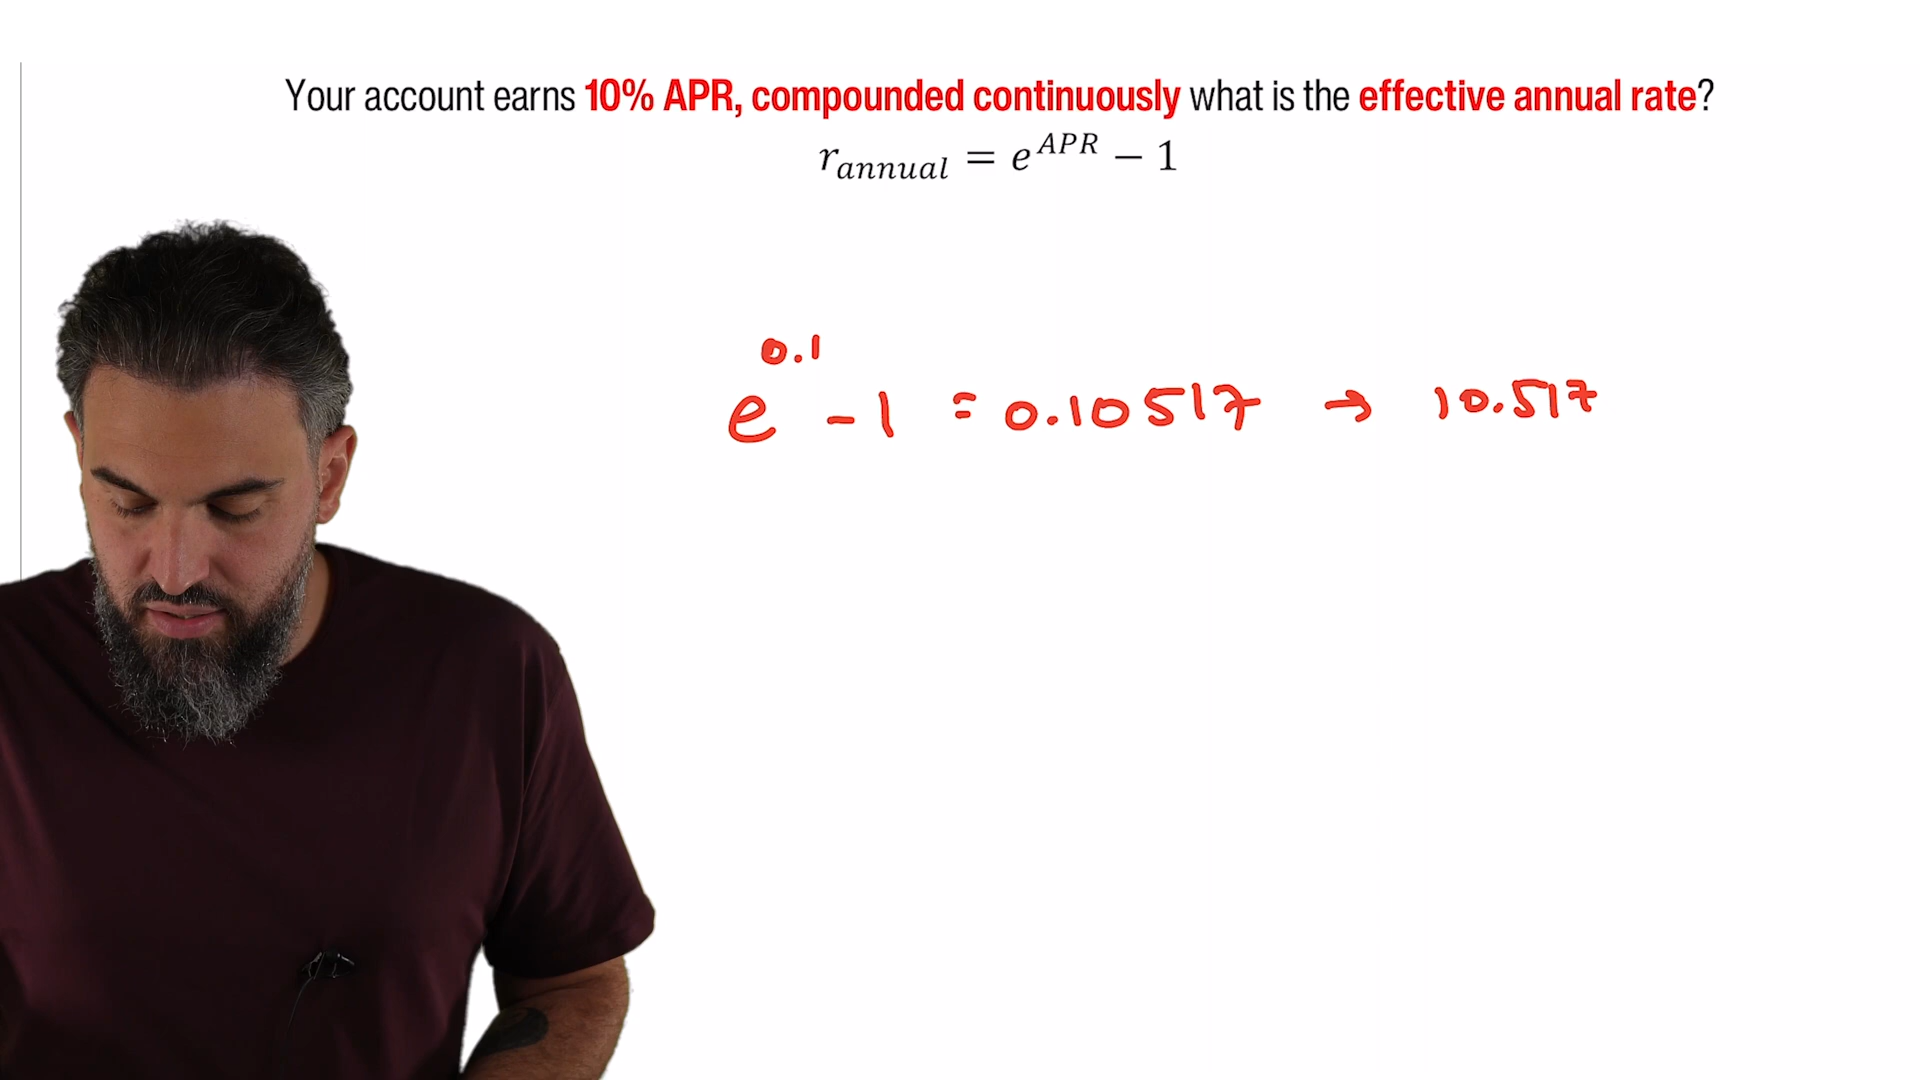 Your account earns 10% APR, compounded continuously what is the effective annual rate?
r_annual = e^APR − 1
e^0.1 - 1 = 0.10517 → 10.517